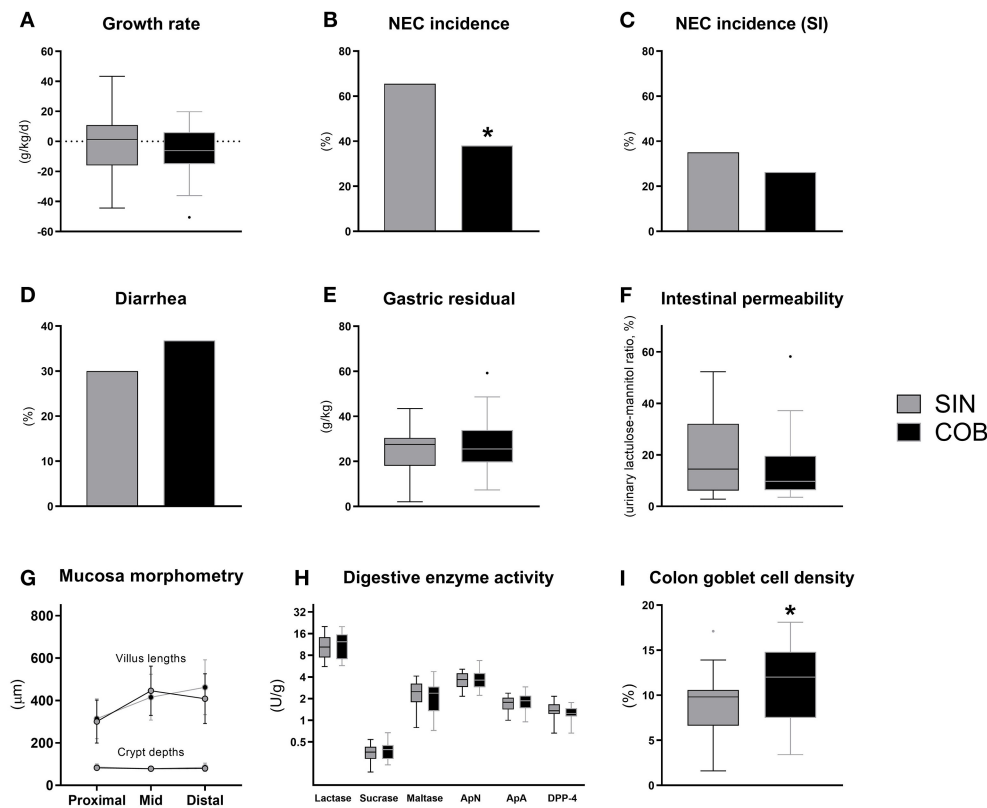 A Growth rate
60
40
20
0
-20
-40
-60
(g/kg/d)
B NEC incidence
80
60
40
20
0
(%)
*
C NEC incidence (SI)
80
60
40
20
0
(%)
D Diarrhea
40
30
20
10
0
(%)
E Gastric residual
80
60
40
20
0
(g/kg)
F Intestinal permeability
60
40
20
0
(urinary lactulose-mannitol ratio, %)
SIN
COB
G Mucosa morphometry
800
600
400
200
0
(µm)
Villus lengths
Crypt depths
Proximal Mid Distal
H Digestive enzyme activity
32
16
8
4
2
1
0.5
(U/g)
Lactase Sucrase Maltase ApN ApA DPP-4
I Colon goblet cell density
20
15
10
5
0
(%)
*